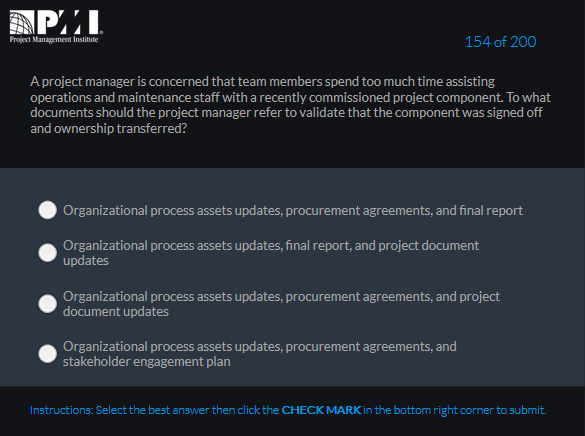 PMI
Project Management Institute
154 of 200
A project manager is concerned that team members spend too much time assisting
operations and maintenance staff with a recently commissioned project component. To what
documents should the project manager refer to validate that the component was signed off
and ownership transferred?
Organizational process assets updates, procurement agreements, and final report
Organizational process assets updates, final report, and project document
updates
Organizational process assets updates, procurement agreements, and project
document updates
Organizational process assets updates, procurement agreements, and
stakeholder engagement plan
Instructions: Select the best answer then click the CHECK MARK in the bottom right corner to submit.